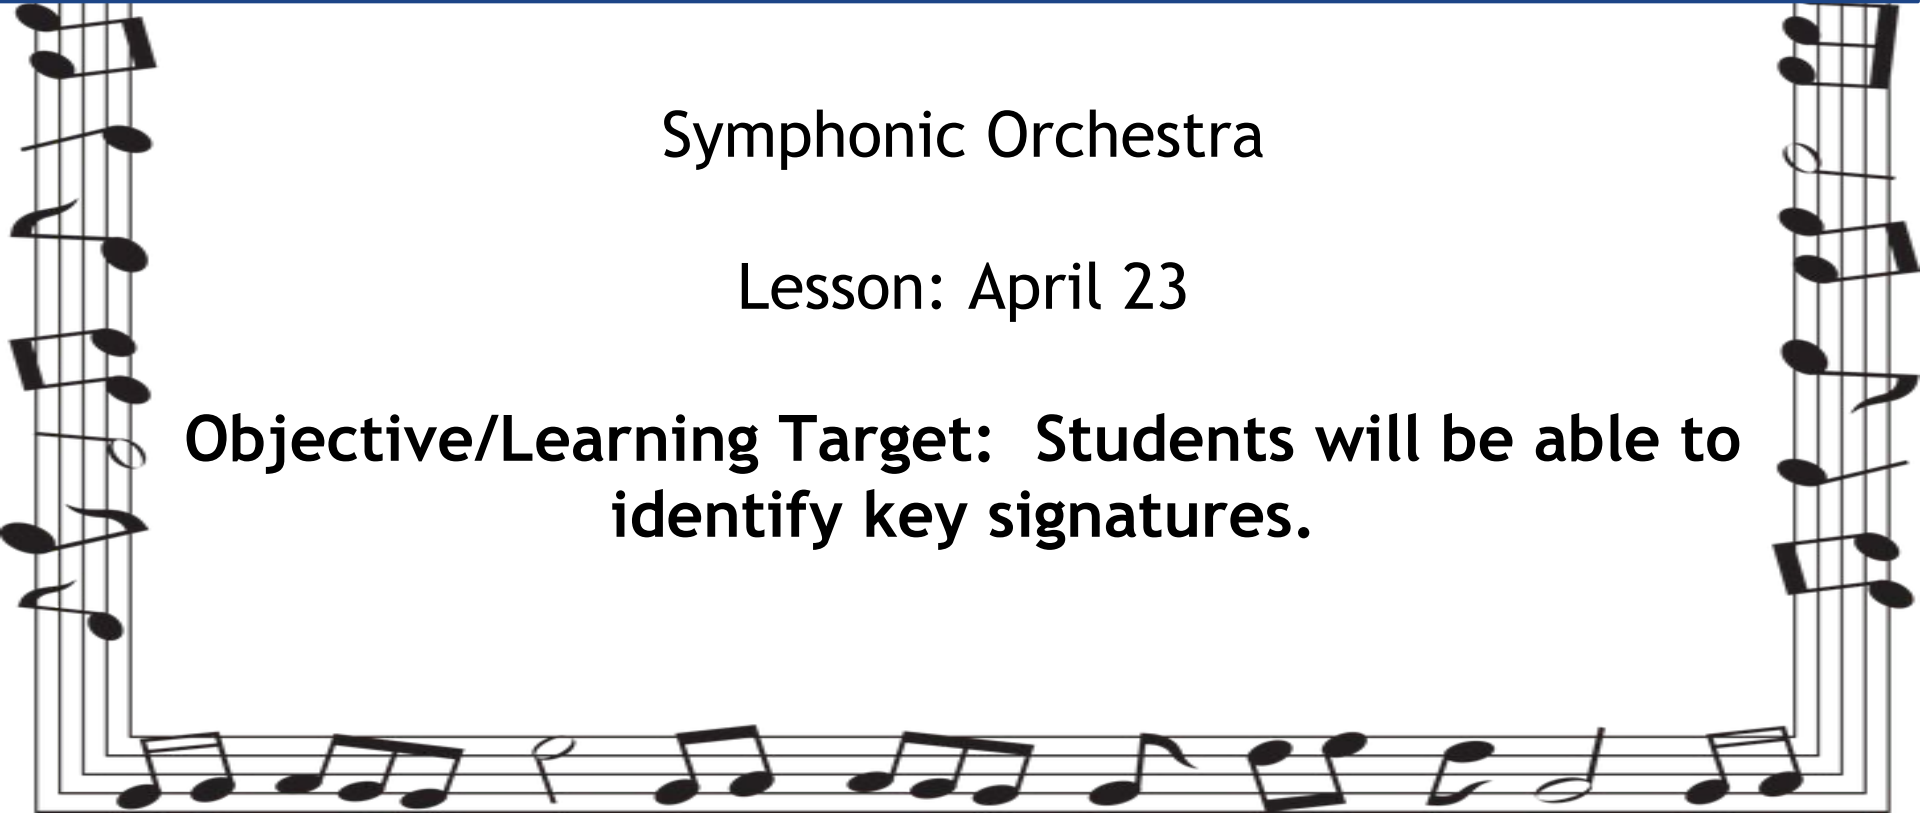 Symphonic Orchestra
Lesson: April 23
Objective/Learning Target:  Students will be able to
identify key signatures.